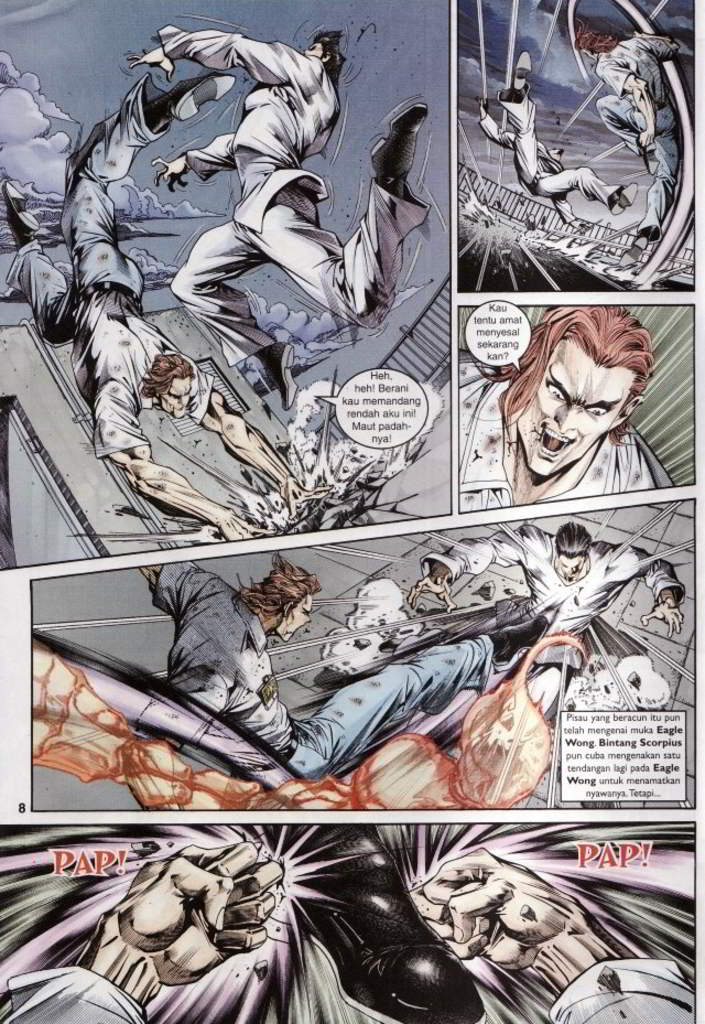 Kau
tentu amat
menyesal
sekarang
kan?
Heh,
heh! Berani
kau memandang
rendah aku ini!
Maut padah-
nya!
Pisau yang beracun itu pun
telah mengenai muka Eagle
Wong. Bintang Scorpius
pun cuba mengenakan satu
tendangan lagi pada Eagle
Wong untuk menamatkan
nyawanya. Tetapi...
8
PAP!
PAP!